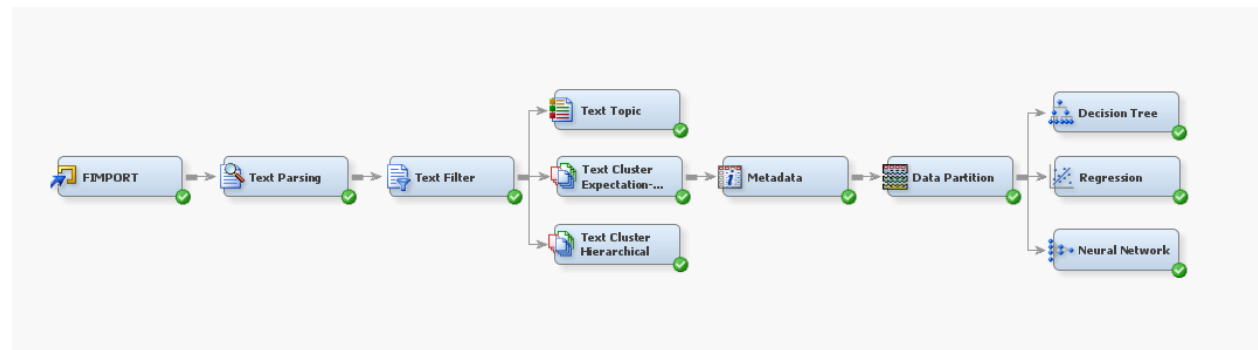 FIMPORT
Text Parsing
Text Filter
Text Topic
Text Cluster
Expectation-...
Text Cluster
Hierarchical
Metadata
Data Partition
Decision Tree
Regression
Neural Network